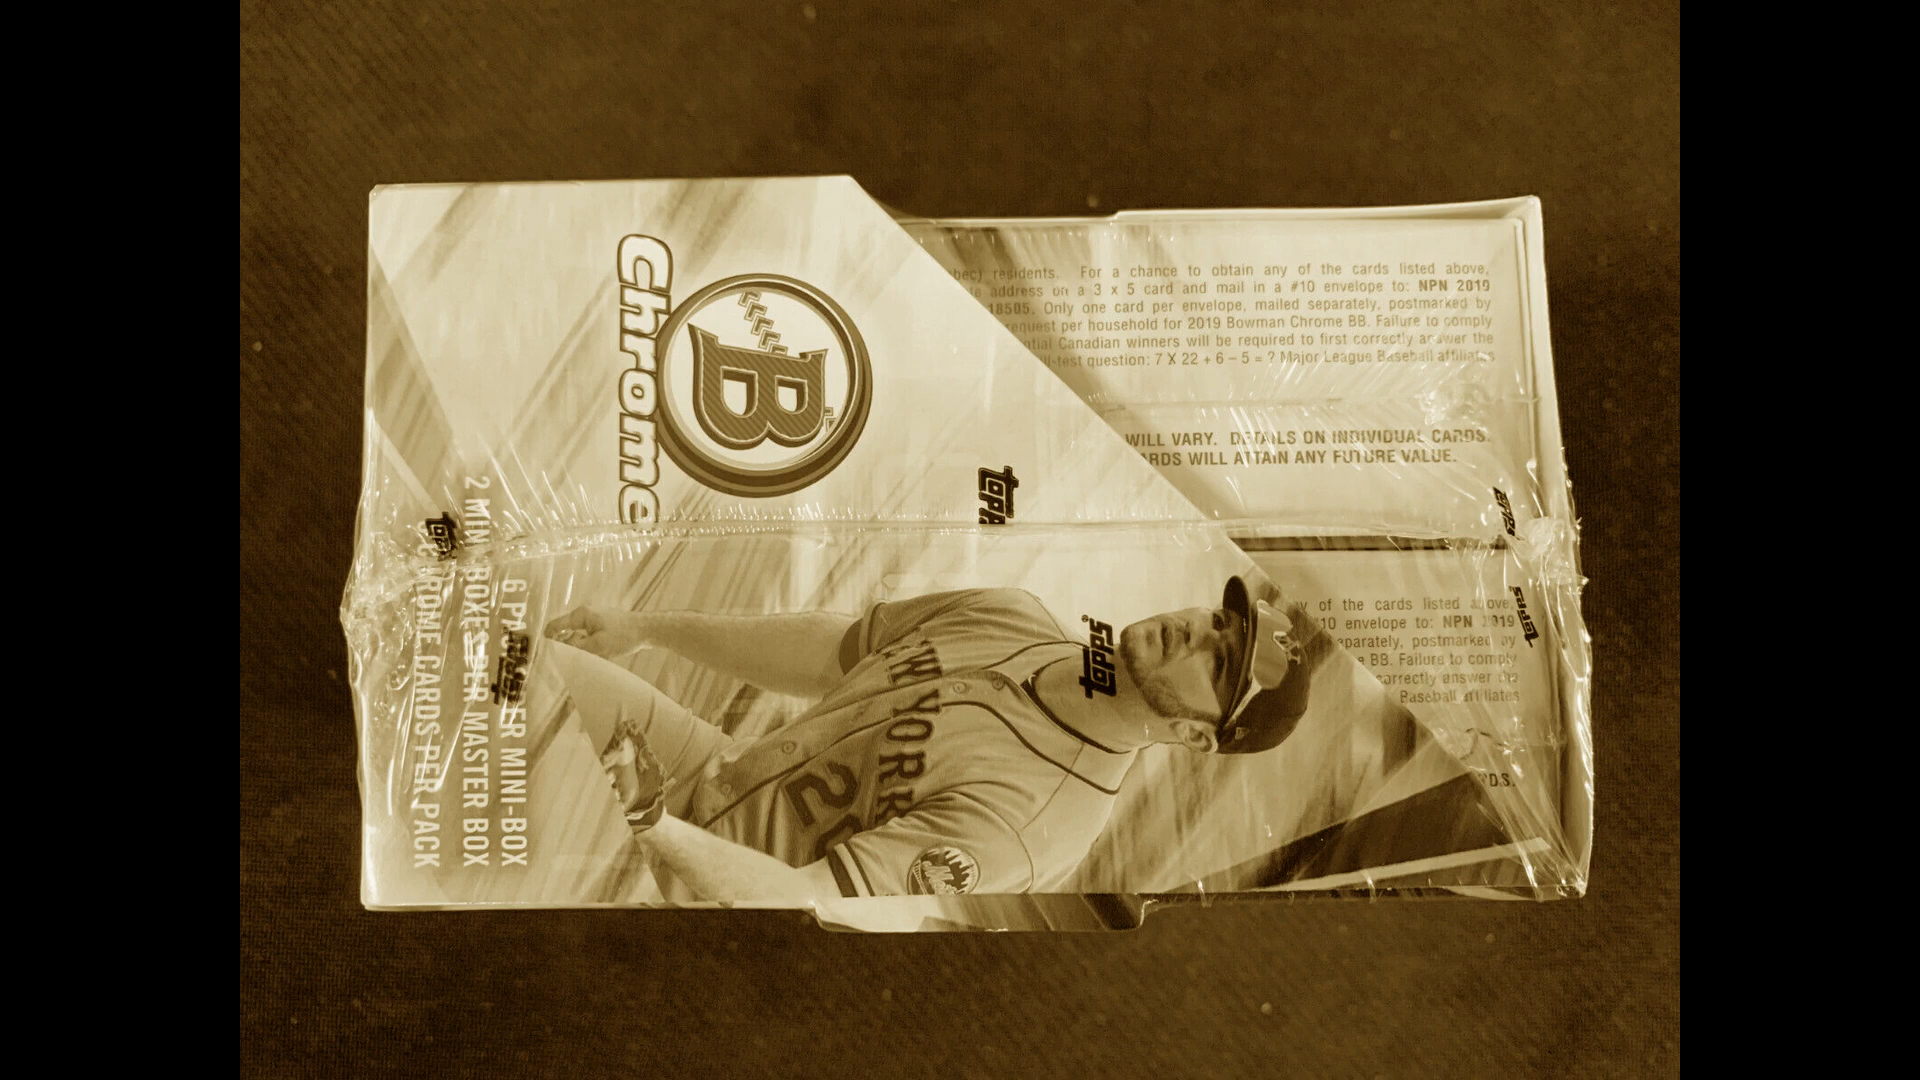 Chrome
B
TOPPS
TOPPS
6 PACKS PER MINI-BOX
2 MINI-BOXES PER MASTER BOX
CHROME CARDS PER PACK
NEW YORK
20
Mets
residents. For a chance to obtain any of the cards listed above,
address on a 3 x 5 card and mail in a #10 envelope to: NPN 2019
18505. Only one card per envelope, mailed separately, postmarked by
request per household for 2019 Bowman Chrome BB. Failure to comply
Canadian winners will be required to first correctly answer the
question: 7 X 22 + 6 – 5 = ? Major League Baseball affiliates
WILL VARY. DETAILS ON INDIVIDUAL CARDS.
WILL ATTAIN ANY FUTURE VALUE.
TOPPS
TOPPS
TOPPS
of the cards listed above,
#10 envelope to: NPN 2019
separately, postmarked by
BB. Failure to comply
correctly answer the
Baseball affiliates